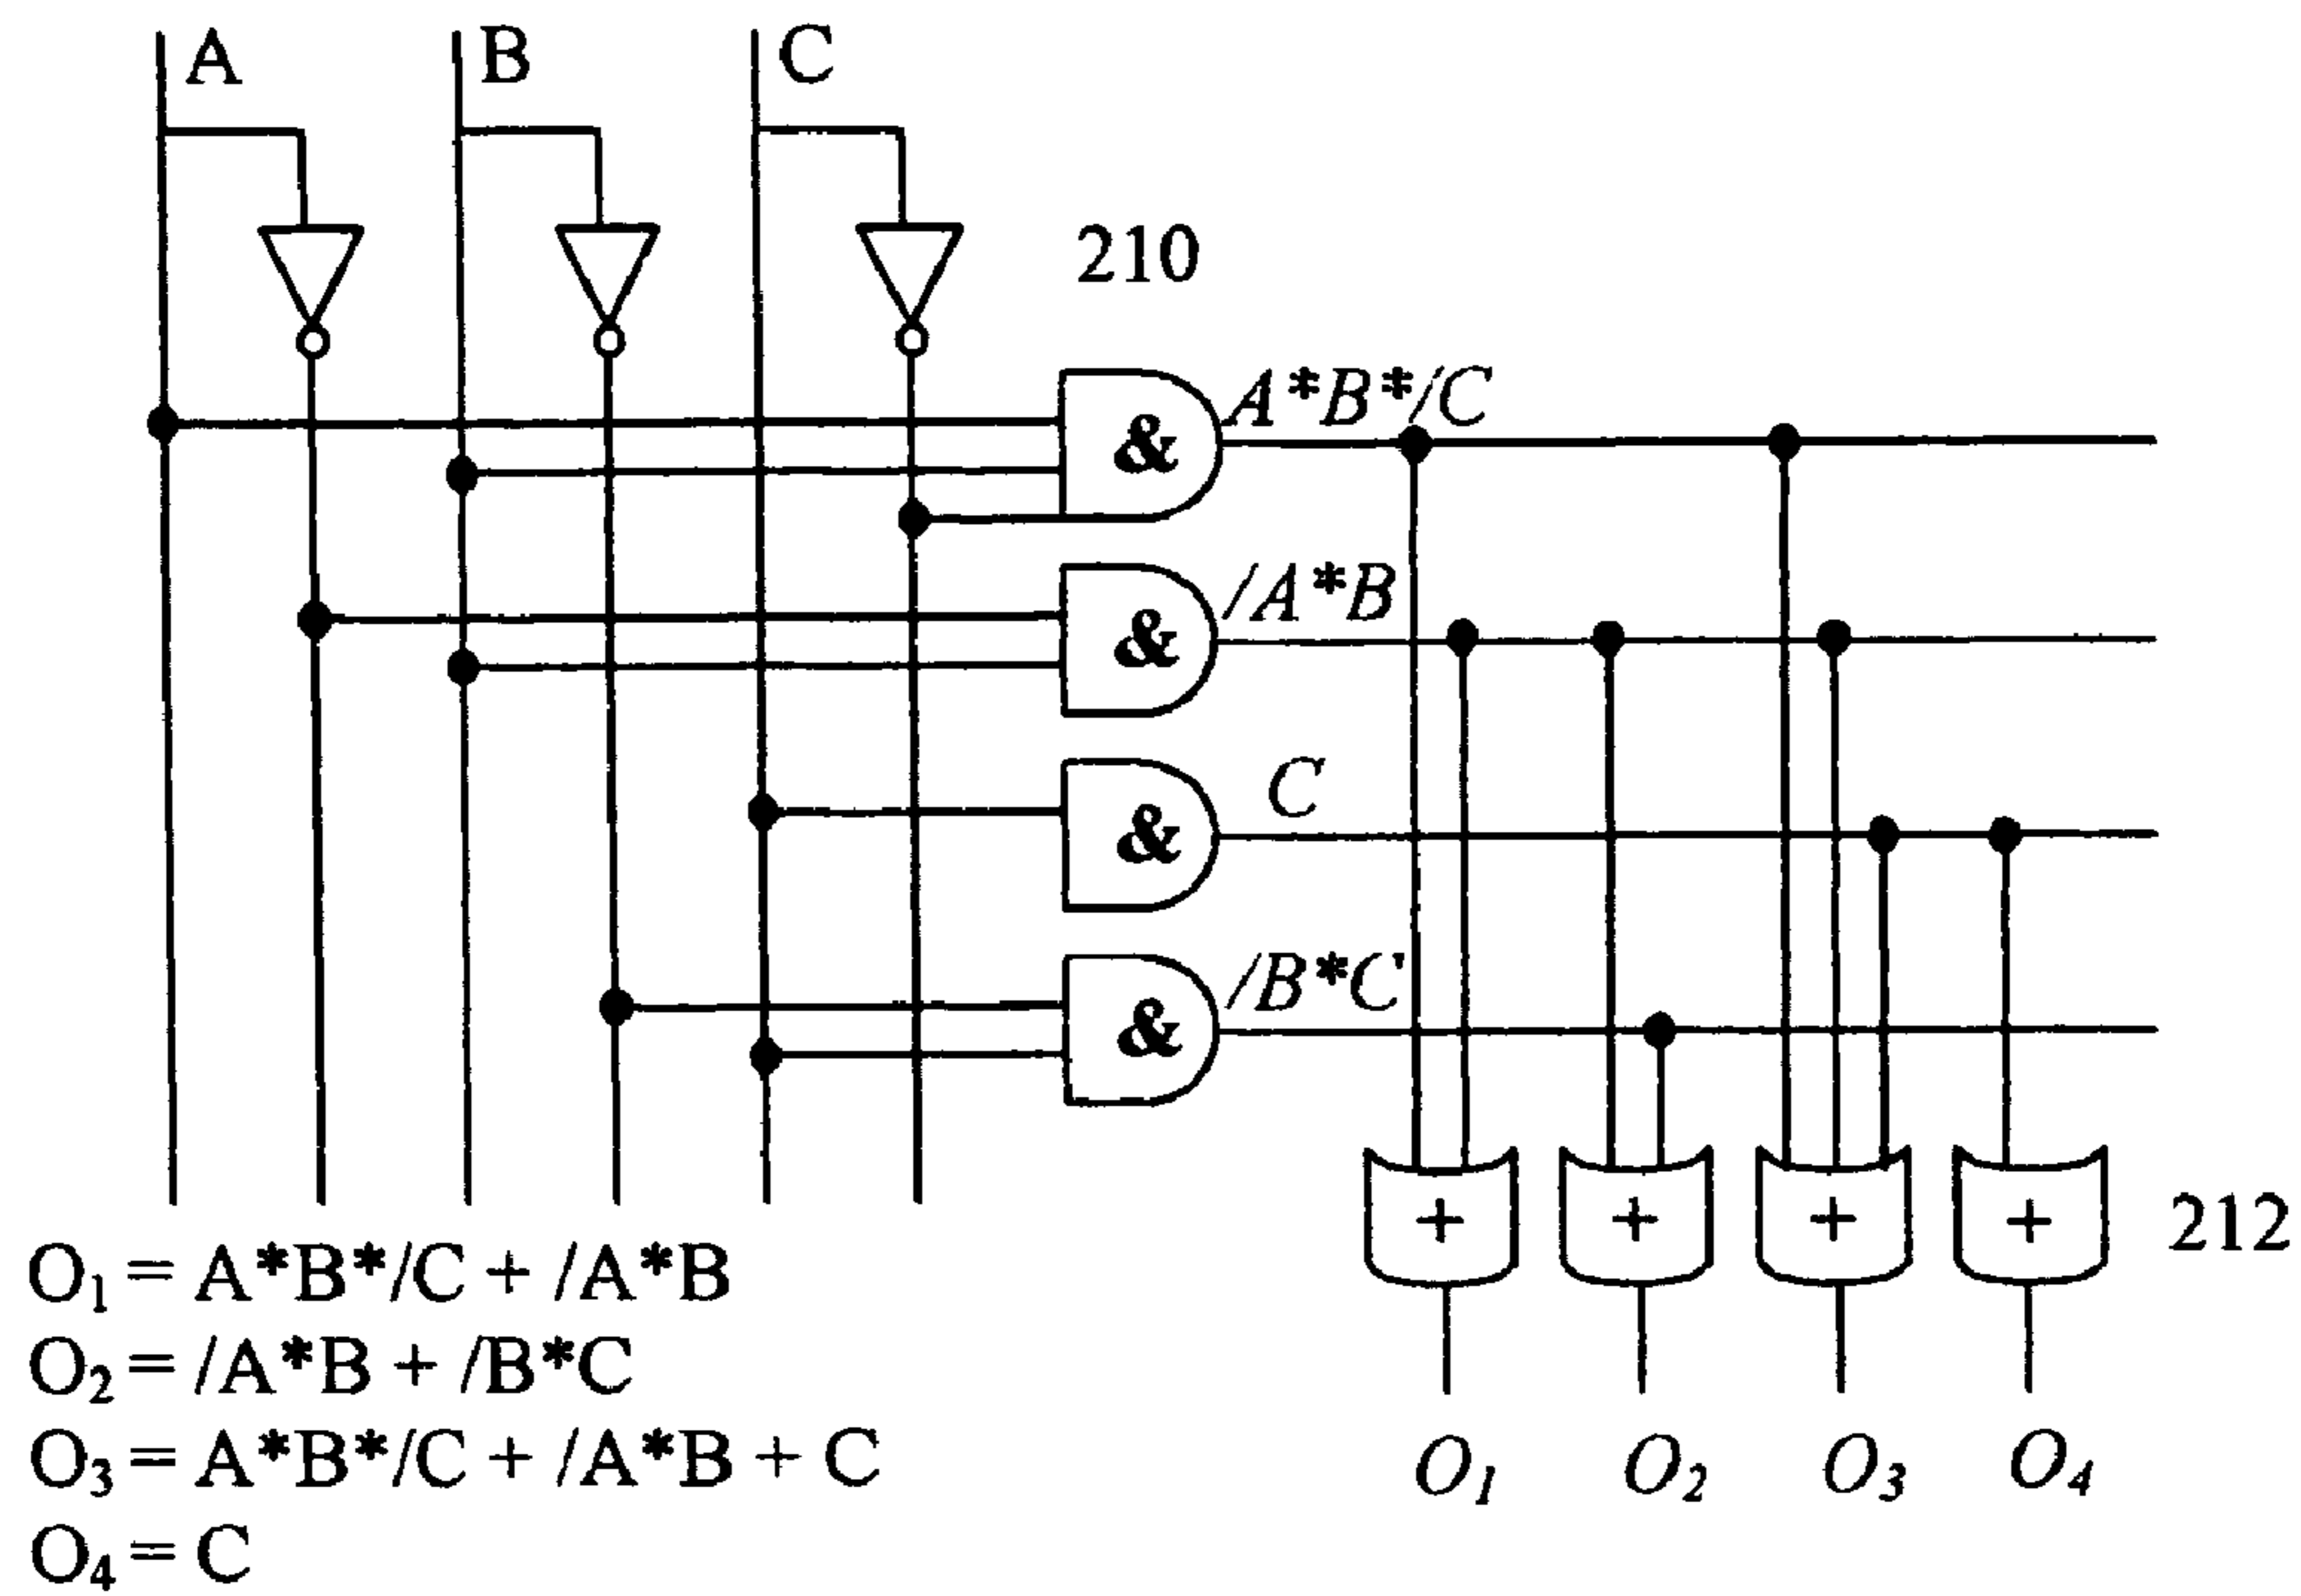 A B C
210
A*B*/C
&
/A*B
&
C
&
/B*C
&
+ + + +
212
O₁ = A*B*/C + /A*B
O₂ = /A*B + /B*C
O₃ = A*B*/C + /A*B + C
O₄ = C
O₁ O₂ O₃ O₄